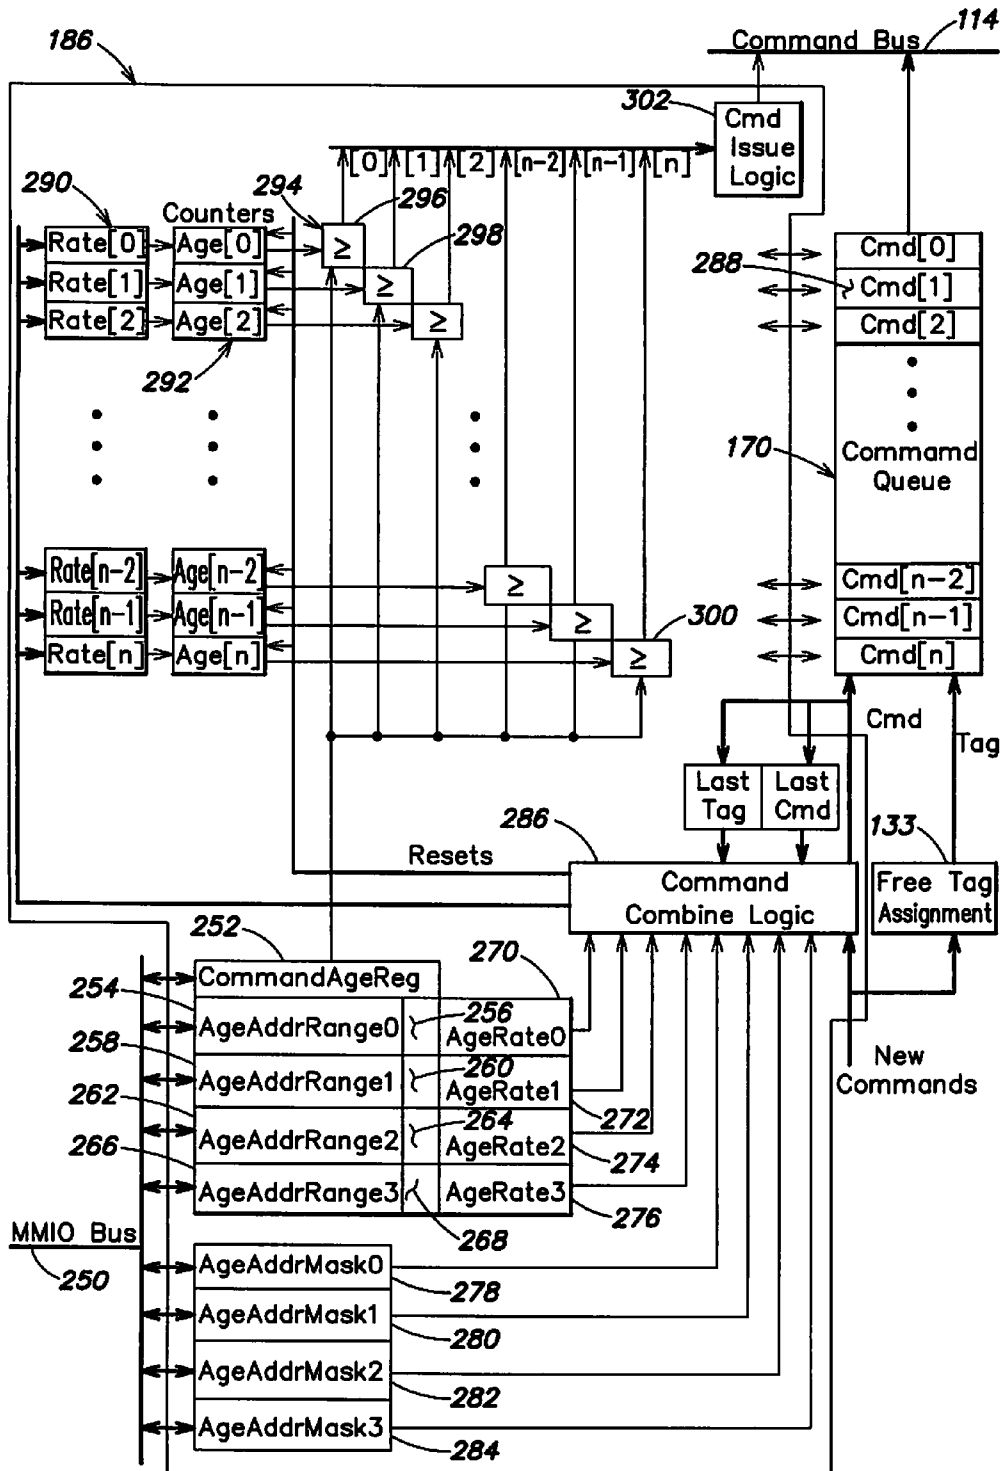 Command Bus
114
186
302
Cmd
Issue
Logic
[0] [1] [2] [n-2] [n-1] [n]
290
294
296
298
Counters
Rate[0]
Age[0]
≥
Rate[1]
Age[1]
≥
Rate[2]
Age[2]
≥
292
288
Cmd[0]
Cmd[1]
Cmd[2]
170
Commamd
Queue
Rate[n-2]
Age[n-2]
≥
Rate[n-1]
Age[n-1]
≥
Rate[n]
Age[n]
≥
300
Cmd[n-2]
Cmd[n-1]
Cmd[n]
Cmd
Tag
Last
Tag
Last
Cmd
286
133
Resets
Command
Combine Logic
Free Tag
Assignment
252
CommandAgeReg
270
254
AgeAddrRange0
256
AgeRate0
258
AgeAddrRange1
260
AgeRate1
272
262
AgeAddrRange2
264
AgeRate2
274
266
AgeAddrRange3
268
AgeRate3
276
New
Commands
MMIO Bus
250
AgeAddrMask0
278
AgeAddrMask1
280
AgeAddrMask2
282
AgeAddrMask3
284